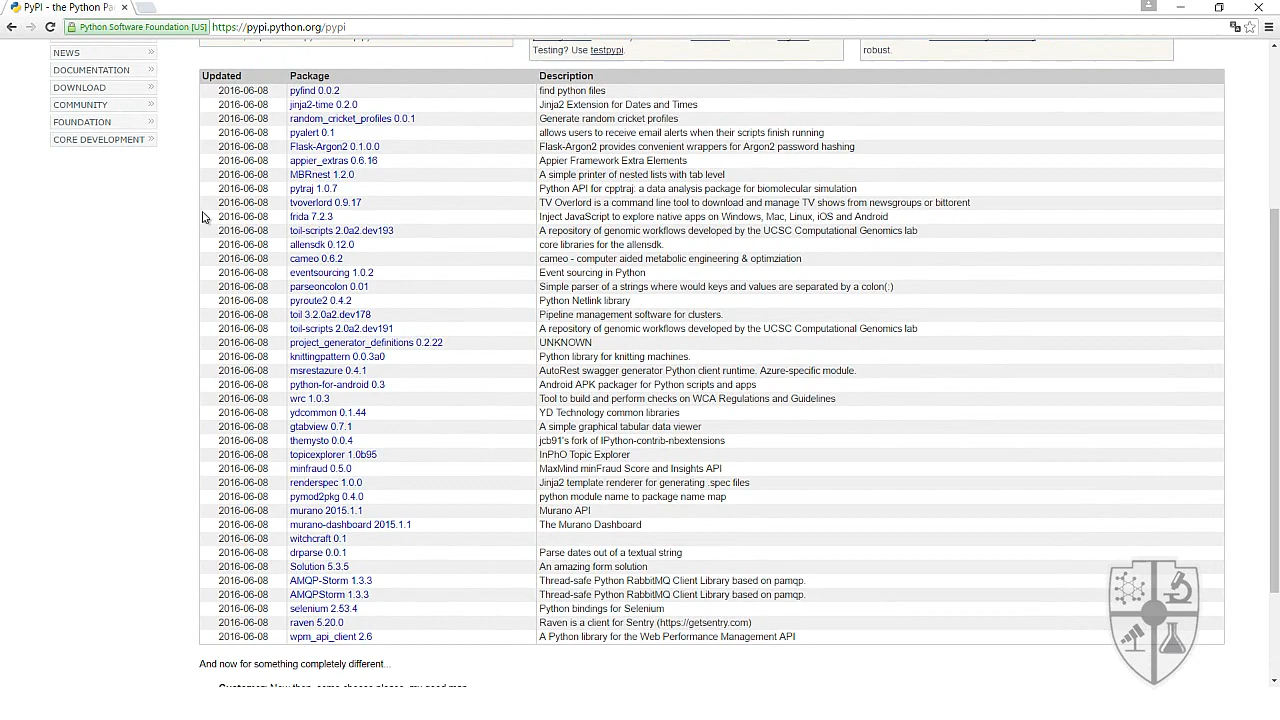 PyPI - the Python Pa
Python Software Foundation [US] https://pypi.python.org/pypi
NEWS
DOCUMENTATION
DOWNLOAD
COMMUNITY
FOUNDATION
CORE DEVELOPMENT
Testing? Use testpypi.
robust.
Updated Package Description
2016-06-08 pyfind 0.0.2 find python files
2016-06-08 jinja2-time 0.2.0 Jinja2 Extension for Dates and Times
2016-06-08 random_cricket_profiles 0.0.1 Generate random cricket profiles
2016-06-08 pyalert 0.1 allows users to receive email alerts when their scripts finish running
2016-06-08 Flask-Argon2 0.1.0.0 Flask-Argon2 provides convenient wrappers for Argon2 password hashing
2016-06-08 appier_extras 0.6.16 Appier Framework Extra Elements
2016-06-08 MBRnest 1.2.0 A simple printer of nested lists with tab level
2016-06-08 pytraj 1.0.7 Python API for cpptraj: a data analysis package for biomolecular simulation
2016-06-08 tvoverlord 0.9.17 TV Overlord is a command line tool to download and manage TV shows from newsgroups or bittorent
2016-06-08 frida 7.2.3 Inject JavaScript to explore native apps on Windows, Mac, Linux, iOS and Android
2016-06-08 toil-scripts 2.0a2.dev193 A repository of genomic workflows developed by the UCSC Computational Genomics lab
2016-06-08 allensdk 0.12.0 core libraries for the allensdk.
2016-06-08 cameo 0.6.2 cameo - computer aided metabolic engineering & optimziation
2016-06-08 eventsourcing 1.0.2 Event sourcing in Python
2016-06-08 parseoncolon 0.01 Simple parser of a strings where would keys and values are separated by a colon(:)
2016-06-08 pyroute2 0.4.2 Python Netlink library
2016-06-08 toil 3.2.0a2.dev178 Pipeline management software for clusters.
2016-06-08 toil-scripts 2.0a2.dev191 A repository of genomic workflows developed by the UCSC Computational Genomics lab
2016-06-08 project_generator_definitions 0.2.22 UNKNOWN
2016-06-08 knittingpattern 0.0.3a0 Python library for knitting machines.
2016-06-08 msrestazure 0.4.1 AutoRest swagger generator Python client runtime. Azure-specific module.
2016-06-08 python-for-android 0.3 Android APK packager for Python scripts and apps
2016-06-08 wrc 1.0.3 Tool to build and perform checks on WCA Regulations and Guidelines
2016-06-08 ydcommon 0.1.44 YD Technology common libraries
2016-06-08 gtabview 0.7.1 A simple graphical tabular data viewer
2016-06-08 themysto 0.0.4 jcb91's fork of IPython-contrib-nbextensions
2016-06-08 topicexplorer 1.0b95 InPhO Topic Explorer
2016-06-08 minfraud 0.5.0 MaxMind minFraud Score and Insights API
2016-06-08 renderspec 1.0.0 Jinja2 template renderer for generating .spec files
2016-06-08 pymod2pkg 0.4.0 python module name to package name map
2016-06-08 murano 2015.1.1 Murano API
2016-06-08 murano-dashboard 2015.1.1 The Murano Dashboard
2016-06-08 witchcraft 0.1
2016-06-08 drparse 0.0.1 Parse dates out of a textual string
2016-06-08 Solution 5.3.5 An amazing form solution
2016-06-08 AMQP-Storm 1.3.3 Thread-safe Python RabbitMQ Client Library based on pamqp.
2016-06-08 AMQPStorm 1.3.3 Thread-safe Python RabbitMQ Client Library based on pamqp.
2016-06-08 selenium 2.53.4 Python bindings for Selenium
2016-06-08 raven 5.20.0 Raven is a client for Sentry (https://getsentry.com)
2016-06-08 wpm_api_client 2.6 A Python library for the Web Performance Management API
And now for something completely different...